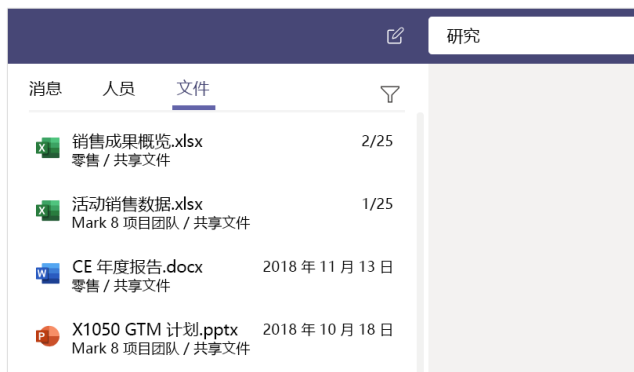 研究
消息 人员 文件
销售成果概览.xlsx 2/25
零售 / 共享文件
活动销售数据.xlsx 1/25
Mark 8 项目团队 / 共享文件
CE 年度报告.docx 2018 年 11 月 13 日
零售 / 共享文件
X1050 GTM 计划.pptx 2018 年 10 月 18 日
Mark 8 项目团队 / 共享文件